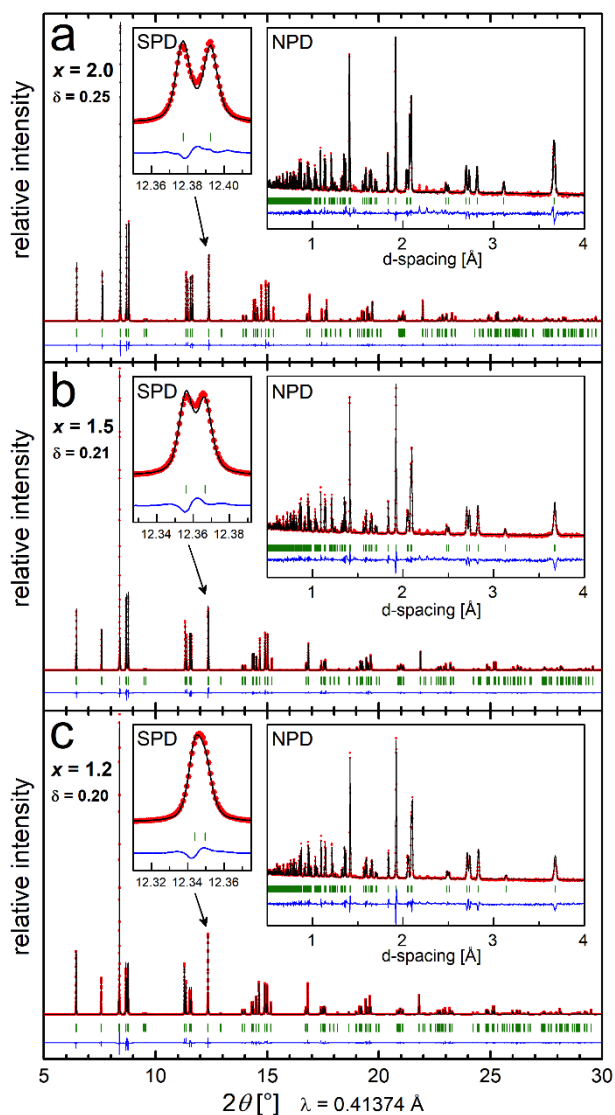 a
x = 2.0
δ = 0.25
SPD
12.36 12.38 12.40
NPD
1 2 3 4
d-spacing [Å]
relative intensity
b
x = 1.5
δ = 0.21
SPD
12.34 12.36 12.38
NPD
1 2 3 4
d-spacing [Å]
relative intensity
c
x = 1.2
δ = 0.20
SPD
12.32 12.34 12.36
NPD
1 2 3 4
d-spacing [Å]
relative intensity
5 10 15 20 25 30
2θ [°] λ = 0.41374 Å